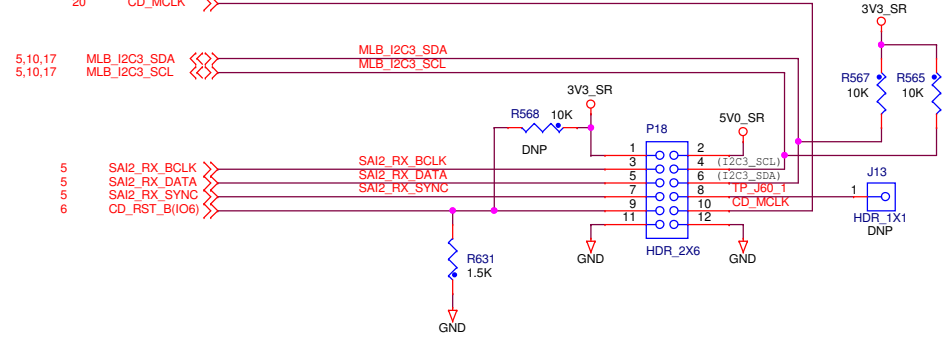 20 CD_MCLK
3V3_SR
5,10,17 MLB_I2C3_SDA MLB_I2C3_SDA
5,10,17 MLB_I2C3_SCL MLB_I2C3_SCL
R567 R565
10K 10K
3V3_SR
R568 10K
DNP
5V0_SR
P18
1 2
5 SAI2_RX_BCLK SAI2_RX_BCLK 3 4 (I2C3_SCL)
5 SAI2_RX_DATA SAI2_RX_DATA 5 6 (I2C3_SDA)
5 SAI2_RX_SYNC SAI2_RX_SYNC 7 8 TP_J60_1
6 CD_RST_B(IO6) 9 10 CD_MCLK
11 12
J13
1
HDR_1X1
DNP
HDR_2X6
GND
GND
R631
1.5K
GND